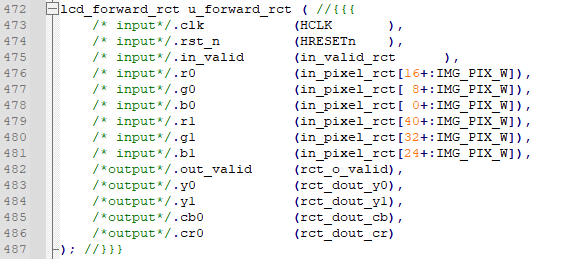 472 lcd_forward_rct u_forward_rct ( //{{{
473     /* input*/.clk            (HCLK       ),
474     /* input*/.rst_n          (HRESETn    ),
475     /* input*/.in_valid       (in_valid_rct       ),
476     /* input*/.r0             (in_pixel_rct[16+:IMG_PIX_W]),
477     /* input*/.g0             (in_pixel_rct[ 8+:IMG_PIX_W]),
478     /* input*/.b0             (in_pixel_rct[ 0+:IMG_PIX_W]),
479     /* input*/.r1             (in_pixel_rct[40+:IMG_PIX_W]),
480     /* input*/.g1             (in_pixel_rct[32+:IMG_PIX_W]),
481     /* input*/.b1             (in_pixel_rct[24+:IMG_PIX_W]),
482     /*output*/.out_valid      (rct_o_valid),
483     /*output*/.y0             (rct_dout_y0),
484     /*output*/.y1             (rct_dout_y1),
485     /*output*/.cb0            (rct_dout_cb),
486     /*output*/.cr0            (rct_dout_cr)
487 ); //}}}